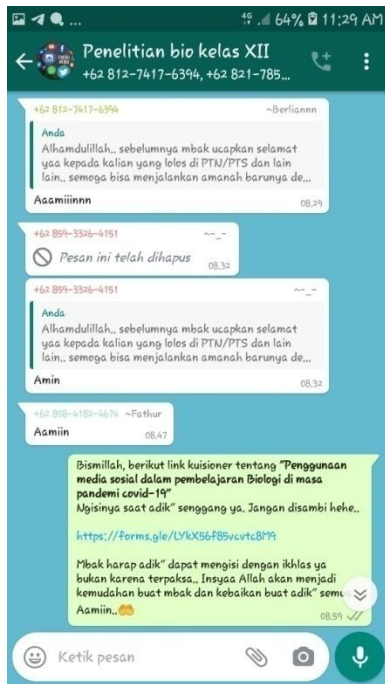 4G 64% 11:29 AM
Penelitian bio kelas XII
+62 812-7417-6394, +62 821-785...
+62 812-7417-6394 ~Berliannn
Anda
Alhamdulillah.. sebelumnya mbak ucapkan selamat
yaa kepada kalian yang lolos di PTN/PTS dan lain
lain.. semoga bisa menjalankan amanah barunya de...
Aaamiiinnn 08.29
+62 859-3326-4151 ~-_-
Pesan ini telah dihapus 08.32
+62 859-3326-4151 ~-_-
Anda
Alhamdulillah.. sebelumnya mbak ucapkan selamat
yaa kepada kalian yang lolos di PTN/PTS dan lain
lain.. semoga bisa menjalankan amanah barunya de...
Amin 08.32
+62 858-4182-4674 ~Fathur
Aamiin 08.47
Bismillah, berikut link kuisioner tentang "Penggunaan
media sosial dalam pembelajaran Biologi di masa
pandemi covid-19"
Ngisinya saat adik" senggang ya. Jangan disambi hehe..
https://forms.gle/LYkX56f85vcvtc8M9
Mbak harap adik" dapat mengisi dengan ikhlas ya
bukan karena terpaksa.. Insyaa Allah akan menjadi
kemudahan buat mbak dan kebaikan buat adik"
Aamiin.. 08.59
Ketik pesan